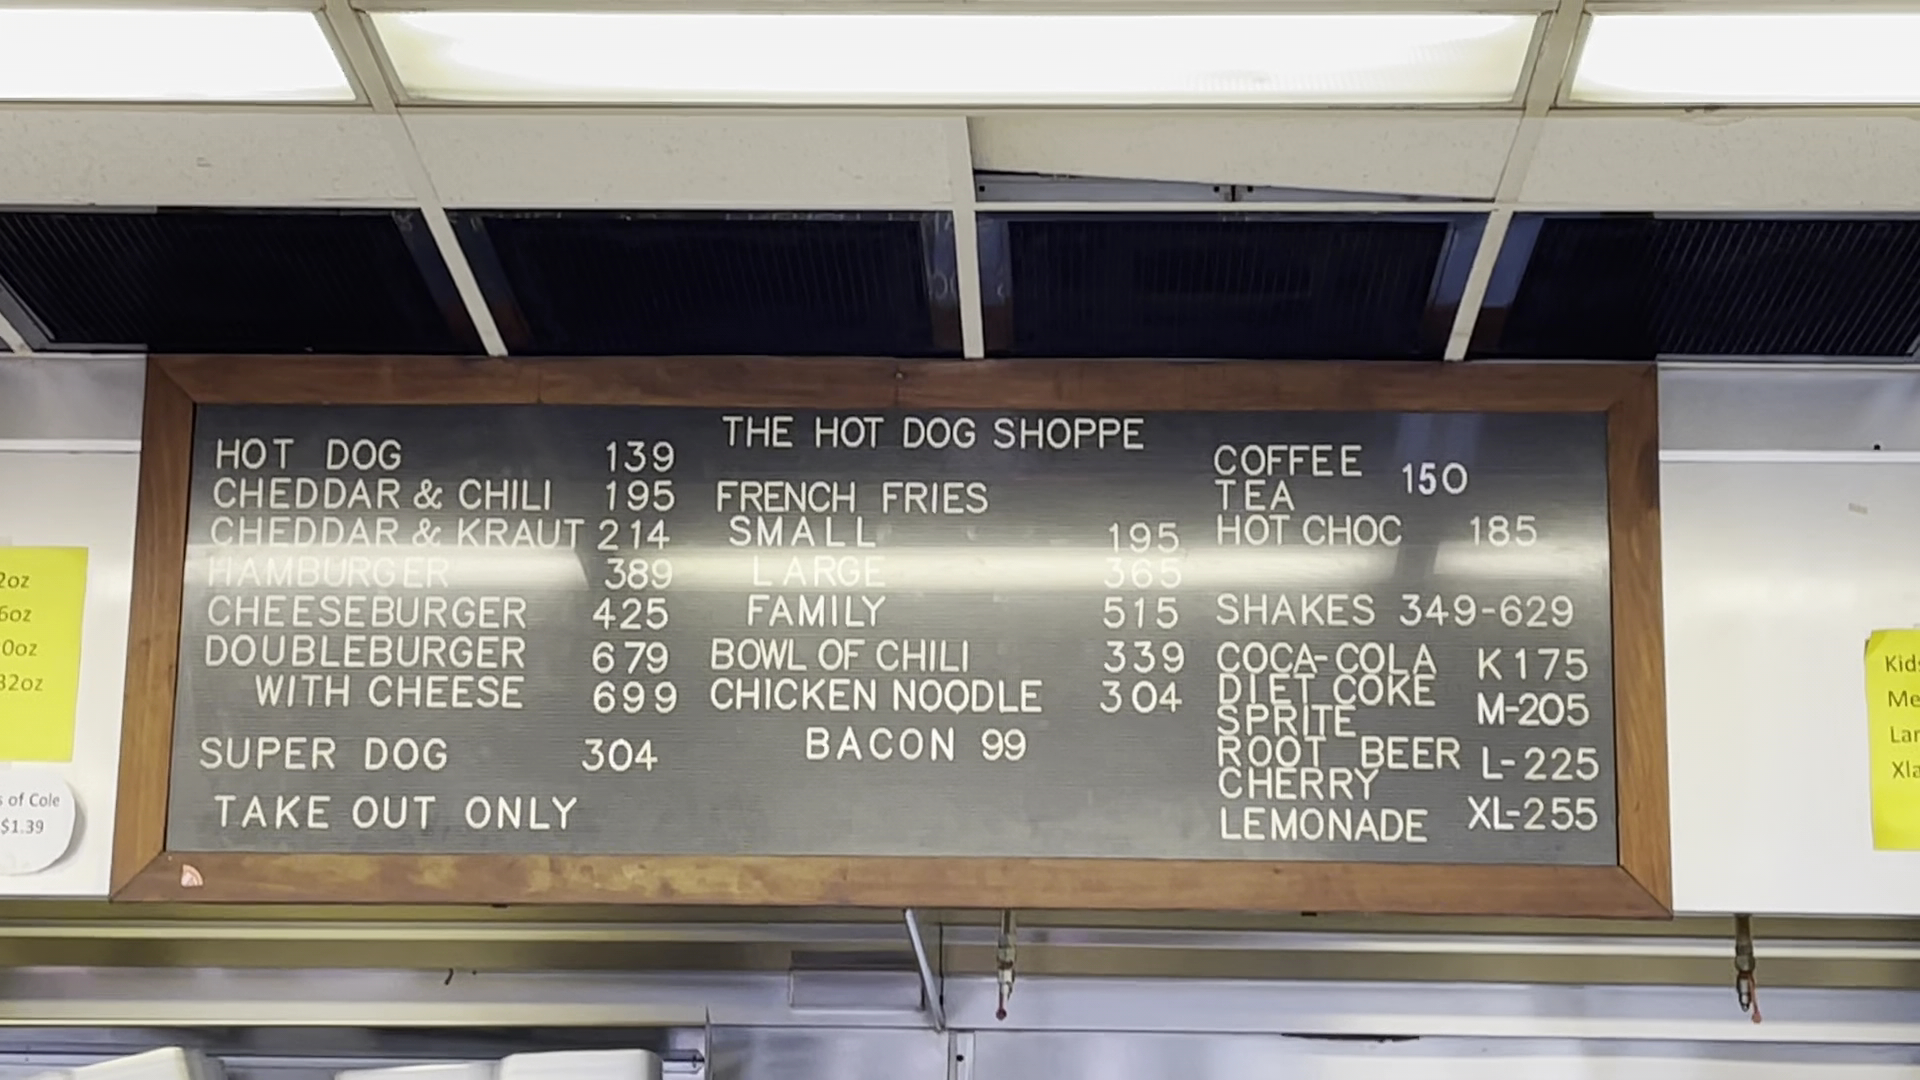 THE HOT DOG SHOPPE
HOT DOG 139
CHEDDAR & CHILI 195
CHEDDAR & KRAUT 214
HAMBURGER 389
CHEESEBURGER 425
DOUBLEBURGER 679
WITH CHEESE 699
SUPER DOG 304
TAKE OUT ONLY
FRENCH FRIES
SMALL 195
LARGE 365
FAMILY 515
BOWL OF CHILI 339
CHICKEN NOODLE 304
BACON 99
COFFEE
150
TEA
HOT CHOC 185
SHAKES 349-629
COCA-COLA K175
DIET COKE
M-205
SPRITE
ROOT BEER L-225
CHERRY
LEMONADE XL-255
2oz
6oz
0oz
32oz
s of Cole
$1.39
Kids
Me
Lar
Xla